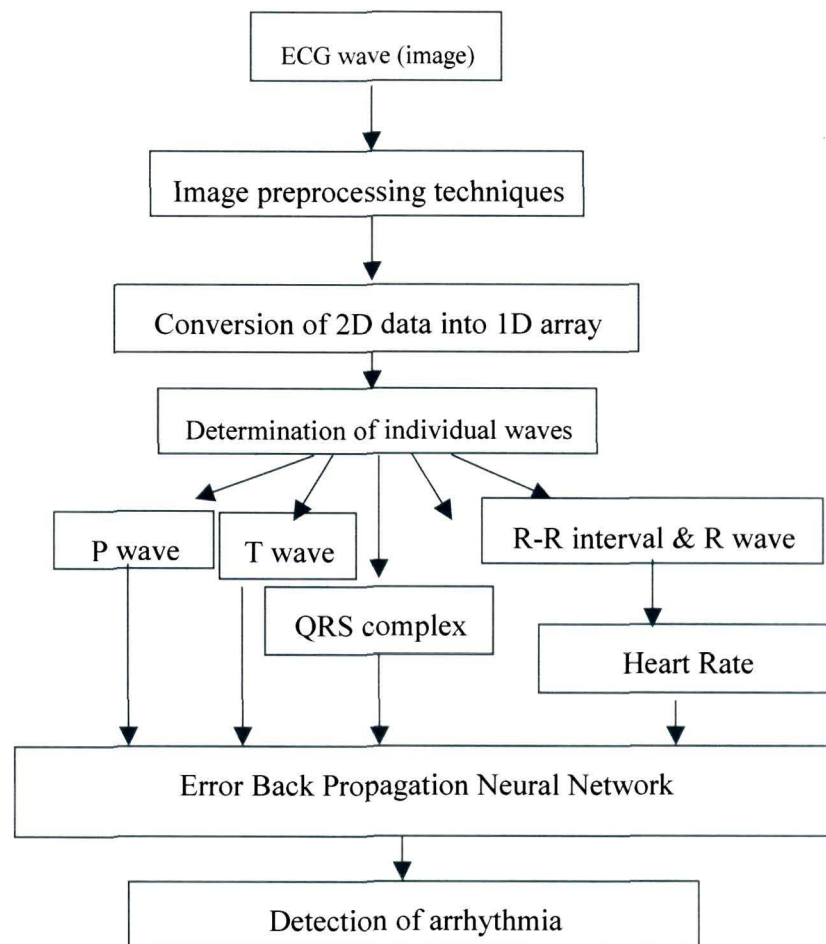 ECG wave (image)
Image preprocessing techniques
Conversion of 2D data into 1D array
Determination of individual waves
P wave
T wave
R-R interval & R wave
QRS complex
Heart Rate
Error Back Propagation Neural Network
Detection of arrhythmia